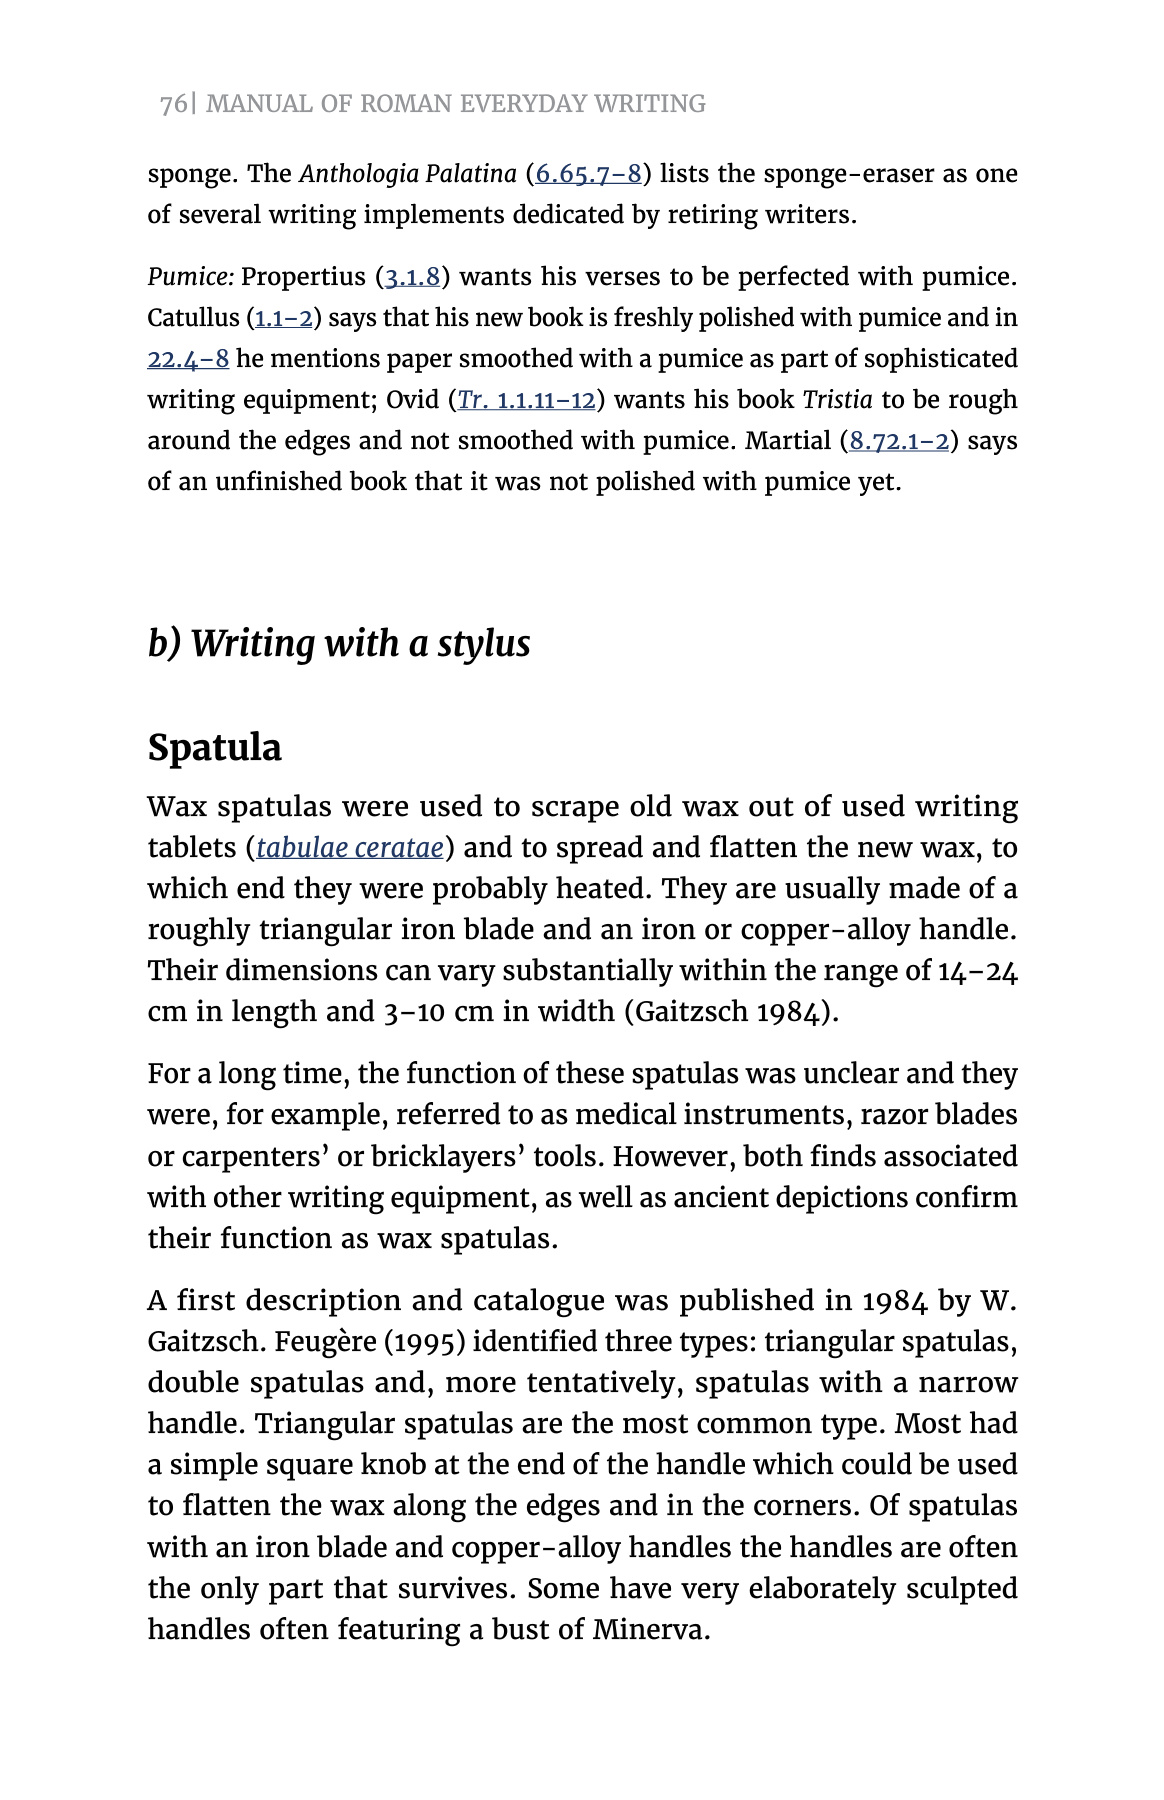 76| MANUAL OF ROMAN EVERYDAY WRITING
sponge. The Anthologia Palatina (6.65.7–8) lists the sponge-eraser as one
of several writing implements dedicated by retiring writers.
Pumice: Propertius (3.1.8) wants his verses to be perfected with pumice.
Catullus (1.1–2) says that his new book is freshly polished with pumice and in
22.4–8 he mentions paper smoothed with a pumice as part of sophisticated
writing equipment; Ovid (Tr. 1.1.11–12) wants his book Tristia to be rough
around the edges and not smoothed with pumice. Martial (8.72.1–2) says
of an unfinished book that it was not polished with pumice yet.
b) Writing with a stylus
Spatula
Wax spatulas were used to scrape old wax out of used writing
tablets (tabulae ceratae) and to spread and flatten the new wax, to
which end they were probably heated. They are usually made of a
roughly triangular iron blade and an iron or copper-alloy handle.
Their dimensions can vary substantially within the range of 14–24
cm in length and 3–10 cm in width (Gaitzsch 1984).
For a long time, the function of these spatulas was unclear and they
were, for example, referred to as medical instruments, razor blades
or carpenters’ or bricklayers’ tools. However, both finds associated
with other writing equipment, as well as ancient depictions confirm
their function as wax spatulas.
A first description and catalogue was published in 1984 by W.
Gaitzsch. Feugère (1995) identified three types: triangular spatulas,
double spatulas and, more tentatively, spatulas with a narrow
handle. Triangular spatulas are the most common type. Most had
a simple square knob at the end of the handle which could be used
to flatten the wax along the edges and in the corners. Of spatulas
with an iron blade and copper-alloy handles the handles are often
the only part that survives. Some have very elaborately sculpted
handles often featuring a bust of Minerva.